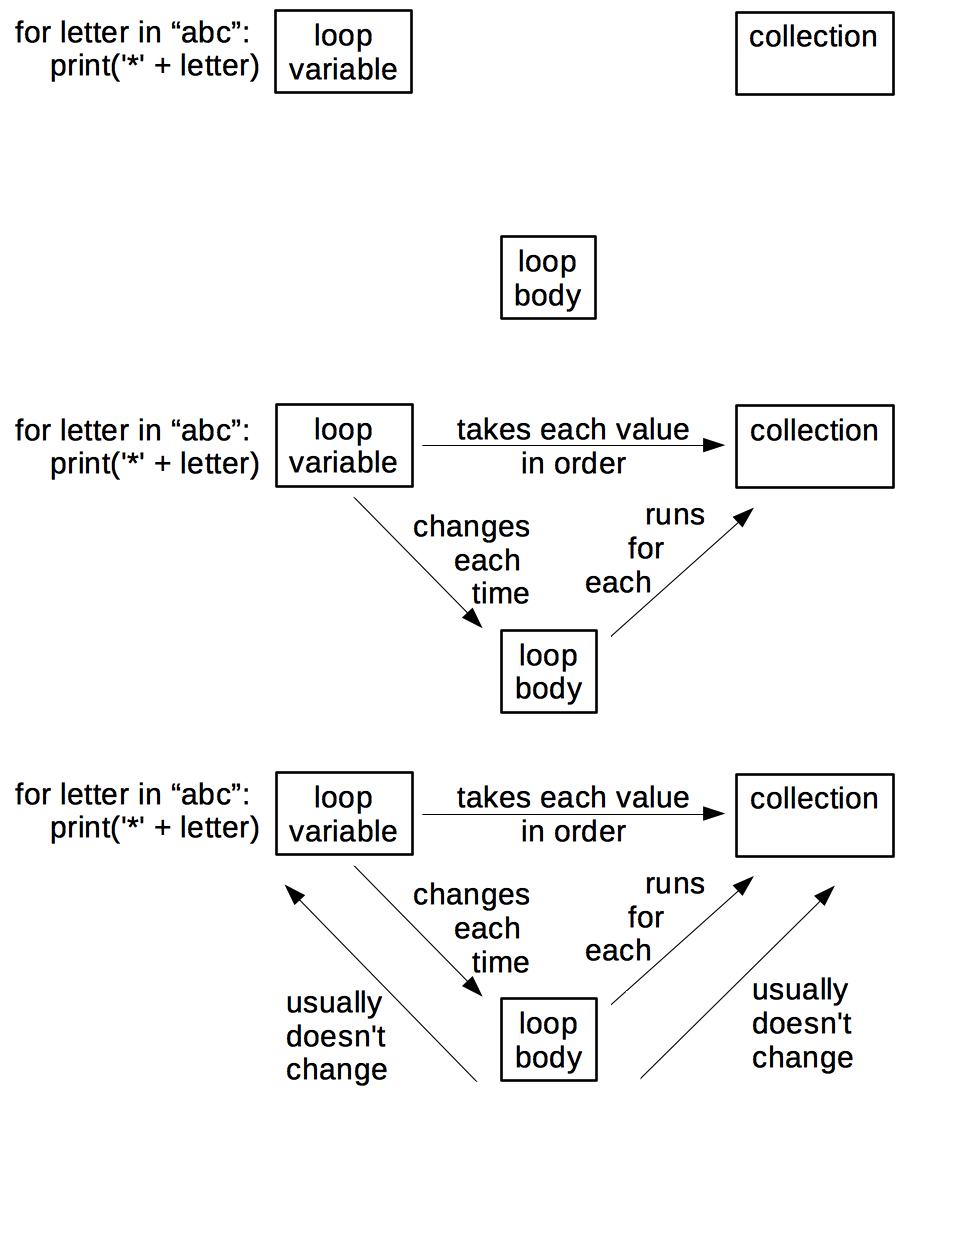 for letter in “abc”:
print('*' + letter)
loop
variable
collection
loop
body
for letter in “abc”:
print('*' + letter)
loop
variable
takes each value
in order
collection
changes
each
time
runs
for
each
loop
body
for letter in “abc”:
print('*' + letter)
loop
variable
takes each value
in order
collection
changes
each
time
runs
for
each
usually
doesn't
change
loop
body
usually
doesn't
change